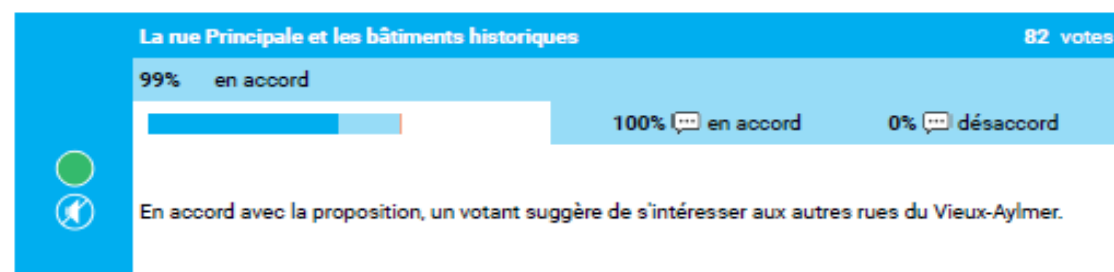 La rue Principale et les bâtiments historiques 82 votes
99% en accord
100% en accord 0% désaccord
En accord avec la proposition, un votant suggère de s'intéresser aux autres rues du Vieux-Aylmer.